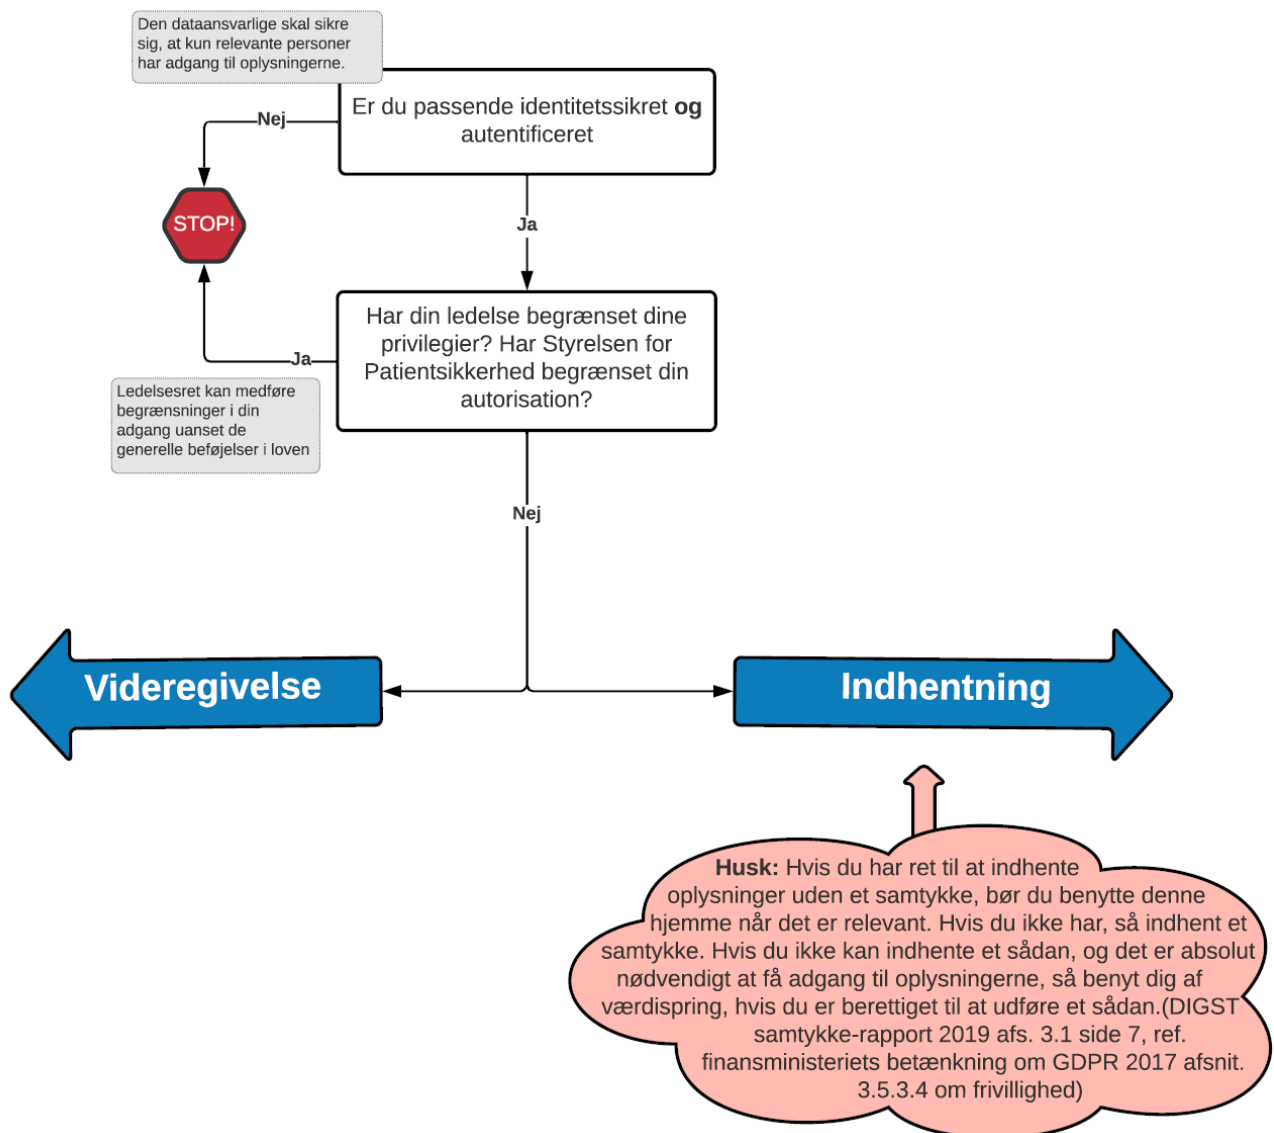 Den dataansvarlige skal sikre
sig, at kun relevante personer
har adgang til oplysningerne.
Er du passende identitetssikret og
autentificeret
Nej
STOP!
Ja
Har din ledelse begrænset dine
privilegier? Har Styrelsen for
Patientsikkerhed begrænset din
autorisation?
Ja
Ledelsesret kan medføre
begrænsninger i din
adgang uanset de
generelle beføjelser i loven
Nej
Videregivelse
Indhentning
Husk: Hvis du har ret til at indhente
oplysninger uden et samtykke, bør du benytte denne
hjemme når det er relevant. Hvis du ikke har, så indhent et
samtykke. Hvis du ikke kan indhente et sådan, og det er absolut
nødvendigt at få adgang til oplysningerne, så benyt dig af
værdispring, hvis du er berettiget til at udføre et sådan.(DIGST
samtykke-rapport 2019 afs. 3.1 side 7, ref.
finansministeriets betænkning om GDPR 2017 afsnit.
3.5.3.4 om frivillighed)